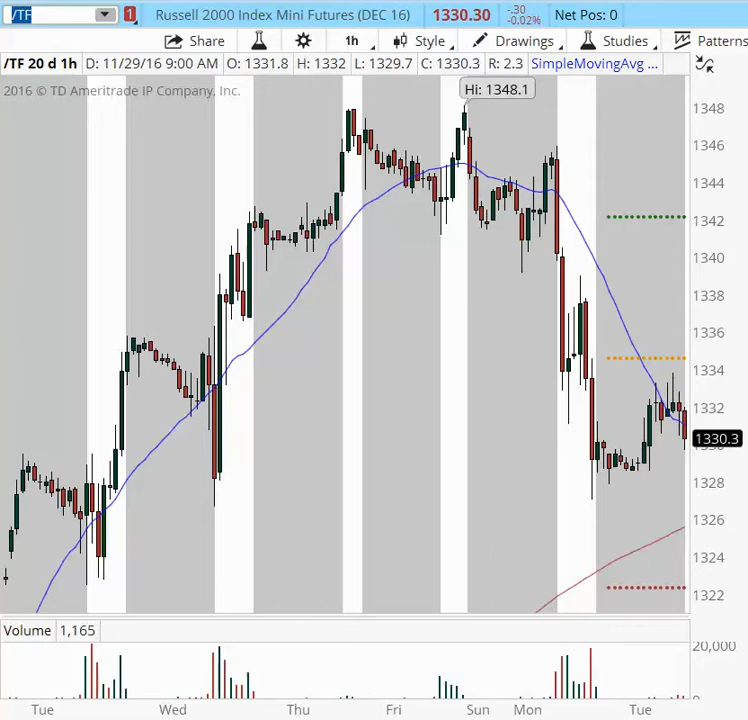 /TF 1 Russell 2000 Index Mini Futures (DEC 16) 1330.30 -.30 -0.02% Net Pos: 0
Share 1h Style Drawings Studies Patterns
/TF 20 d 1h D: 11/29/16 9:00 AM O: 1331.8 H: 1332 L: 1329.7 C: 1330.3 R: 2.3 SimpleMovingAvg ...
2016 © TD Ameritrade IP Company, Inc.
Hi: 1348.1
1348
1346
1344
1342
1340
1338
1336
1334
1332
1330.3
1328
1326
1324
1322
Volume 1,165
20,000
0
Tue Wed Thu Fri Sun Mon Tue